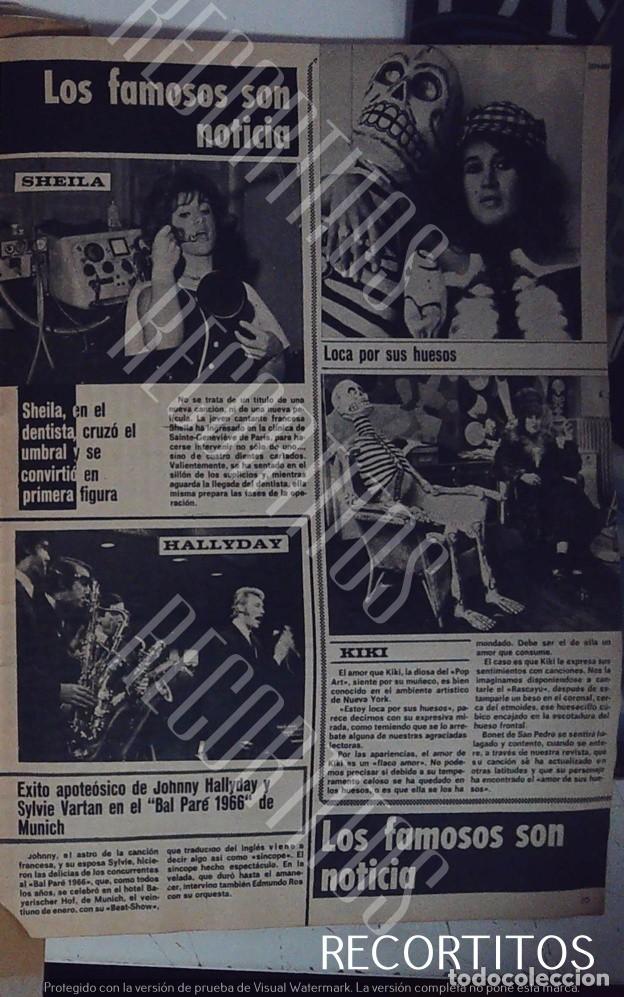 Los famosos son
noticia
SHEILA
Sheila, en el
dentista, cruzó el
umbral y se
convirtió en
primera figura
No se trata de un título de una
nueva canción, ni de una nueva pe-
lícula. La joven cantante francesa
Sheila ha ingresado en la clínica de
Sainte-Geneviève de París, para ha-
cerse intervenir no sólo de uno...,
sino de cuatro dientes cariados.
Valientemente, se ha sentado en el
sillón de los suplicios y, mientras
aguarda la llegada del dentista, ella
misma prepara las fases de la ope-
ración.
HALLYDAY
Exito apoteósico de Johnny Hallyday y
Sylvie Vartan en el "Bal Paré 1966" de
Munich
Johnny, el astro de la canción
francesa, y su esposa Sylvie, hicie-
ron las delicias de los concurrentes
al «Bal Paré 1966», que, como todos
los años, se celebró en el hotel Ba-
yerischer Hof, de Munich, el vein-
tiuno de enero, con su «Beat-Show»,
que traducido del inglés viene a
decir algo así como «síncope». El
síncope hecho espectáculo. En la
velada, que duró hasta el amane-
cer, intervino también Edmundo Ros
con su orquesta.
Loca por sus huesos
KIKI
El amor que Kiki, la diosa del «Pop
Art», siente por su muñeco, es bien
conocido en el ambiente artístico
de Nueva York.
«Estoy loca por sus huesos», pa-
rece decirnos con su expresiva mi-
rada, como temiendo que se lo arre-
bate alguna de nuestras agraciadas
lectoras.
Por las apariencias, el amor de
Kiki es un «flaco amor». No pode-
mos precisar si debido a su tempe-
ramento celoso se ha quedado en
los huesos, o es que ella se los ha
mondado. Debe ser el de ella un
amor que consume.
El caso es que Kiki le expresa sus
sentimientos con canciones. Nos la
imaginamos disponiéndose a can-
tarle el «Rascayú», después de es-
tamparle un beso en el coronal, cer-
ca del etmoides, ese huesecillo cú-
bico encajado en la escotadura del
hueso frontal.
Bonet de San Pedro se sentirá ha-
lagado y contento, cuando se ente-
re, a través de nuestra revista, que
su canción se ha actualizado en
otras latitudes y que su personaje
ha encontrado el «amor de sus hue-
sos».
Los famosos son
noticia
RECORTITOS
RECORTITOS
RECORTITOS
RECORTITOS
RECORTITOS
todocoleccion
Protegido con la versión de prueba de Visual Watermark. La versión completa no pone esta marca.